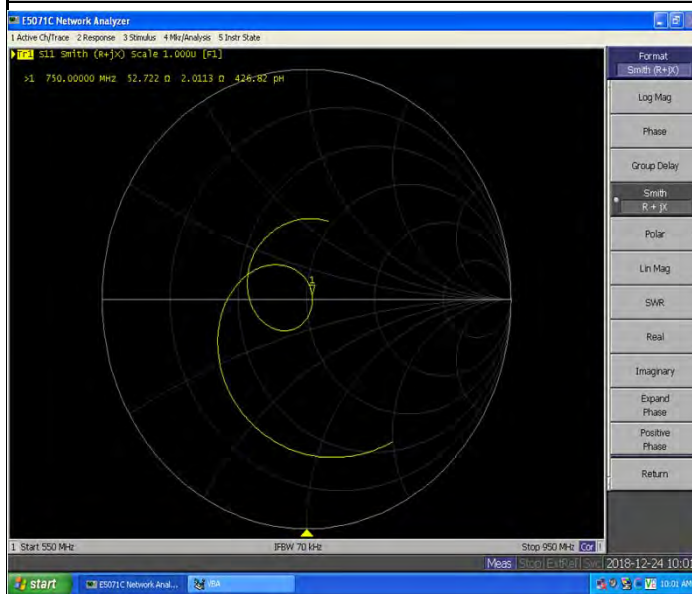 E5071C Network Analyzer
1 Active Ch/Trace 2 Response 3 Stimulus 4 Mkr/Analysis 5 Instr State
Tr1 S11 Smith (R+jX) Scale 1.000U [F1]
>1 750.00000 MHz 52.722 Ω 2.0113 Ω 426.82 pH
1
Format
Smith (R+jX)
Log Mag
Phase
Group Delay
Smith
R + jX
Polar
Lin Mag
SWR
Real
Imaginary
Expand
Phase
Positive
Phase
Return
1 Start 550 MHz IFBW 70 kHz Stop 950 MHz Cor
Meas Stop ExtRef Svc 2018-12-24 10:01
start E5071C Network Anal... VBA 10:01 AM